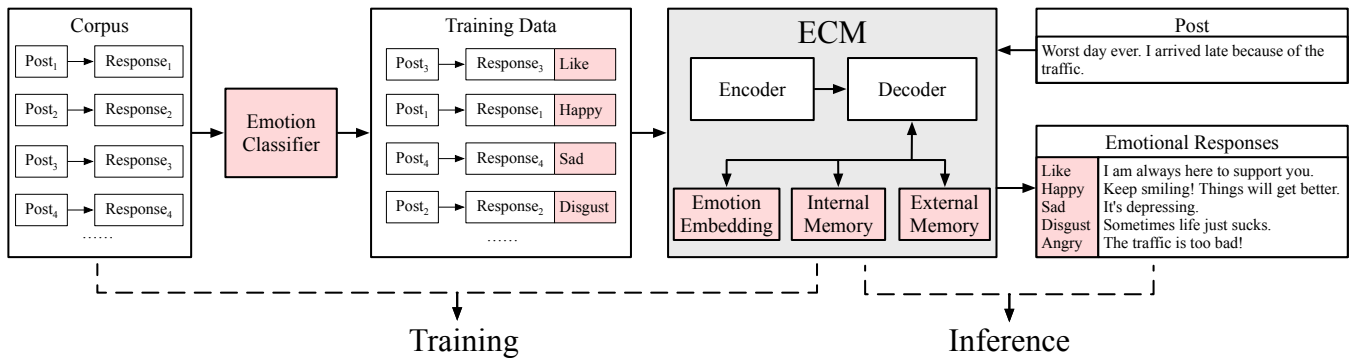 Corpus
Post1 Response1
Post2 Response2
Post3 Response3
Post4 Response4
......
Emotion
Classifier
Training Data
Post3 Response3 Like
Post1 Response1 Happy
Post4 Response4 Sad
Post2 Response2 Disgust
......
ECM
Encoder
Decoder
Emotion
Embedding
Internal
Memory
External
Memory
Post
Worst day ever. I arrived late because of the
traffic.
Emotional Responses
Like I am always here to support you.
Happy Keep smiling! Things will get better.
Sad It's depressing.
Disgust Sometimes life just sucks.
Angry The traffic is too bad!
Training
Inference